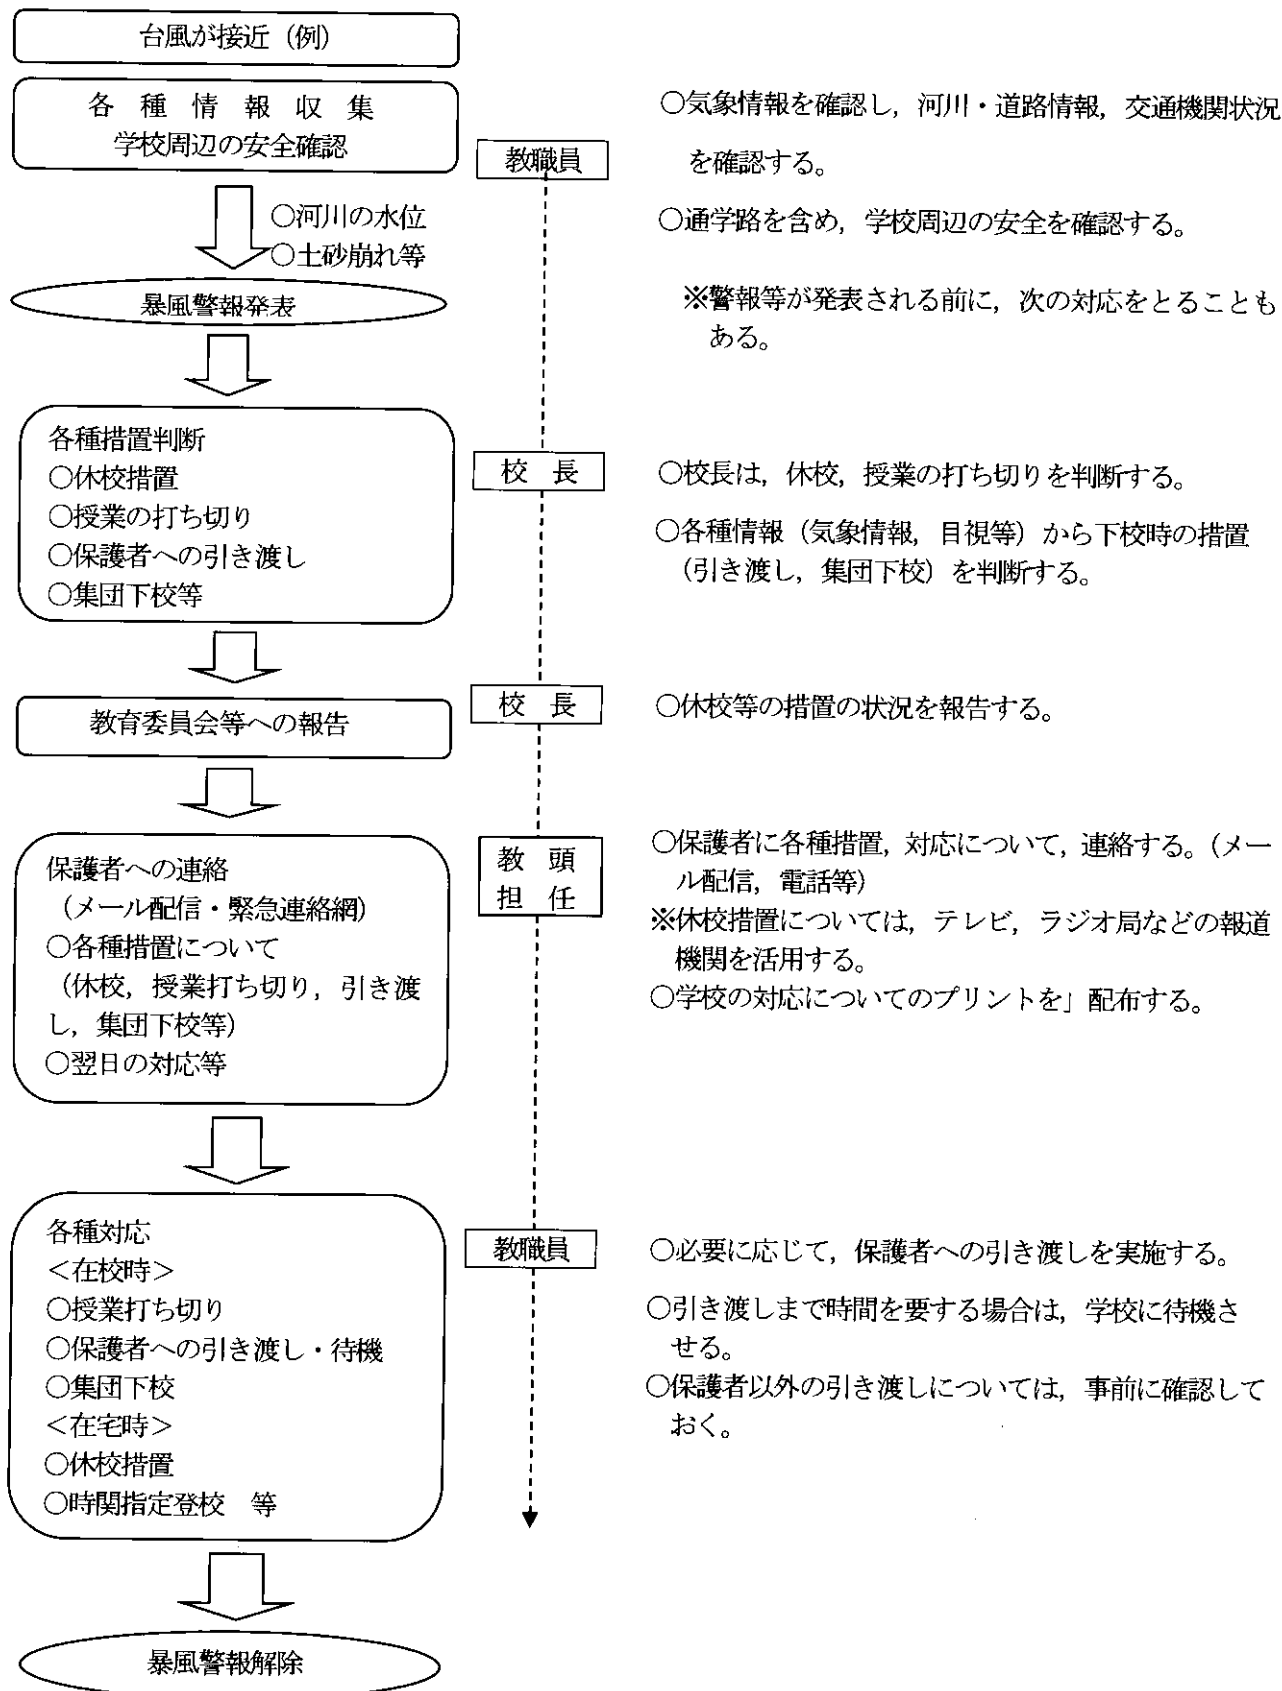 台風が接近（例）
各種情報収集
学校周辺の安全確認
教職員
○気象情報を確認し，河川・道路情報，交通機関状況
を確認する。
○河川の水位
○土砂崩れ等
○通学路を含め，学校周辺の安全を確認する。
暴風警報発表
※警報等が発表される前に，次の対応をとることも
ある。
各種措置判断
○休校措置
○授業の打ち切り
○保護者への引き渡し
○集団下校等
校　長
○校長は，休校，授業の打ち切りを判断する。
○各種情報（気象情報，目視等）から下校時の措置
（引き渡し，集団下校）を判断する。
教育委員会等への報告
校　長
○休校等の措置の状況を報告する。
保護者への連絡
（メール配信・緊急連絡網）
○各種措置について
（休校，授業打ち切り，引き渡
し，集団下校等）
○翌日の対応等
教　頭
担　任
○保護者に各種措置，対応について，連絡する。（メー
ル配信，電話等）
※休校措置については，テレビ，ラジオ局などの報道
機関を活用する。
○学校の対応についてのプリントを」配布する。
各種対応
＜在校時＞
○授業打ち切り
○保護者への引き渡し・待機
○集団下校
＜在宅時＞
○休校措置
○時関指定登校　等
教職員
○必要に応じて，保護者への引き渡しを実施する。
○引き渡しまで時間を要する場合は，学校に待機さ
せる。
○保護者以外の引き渡しについては，事前に確認して
おく。
暴風警報解除